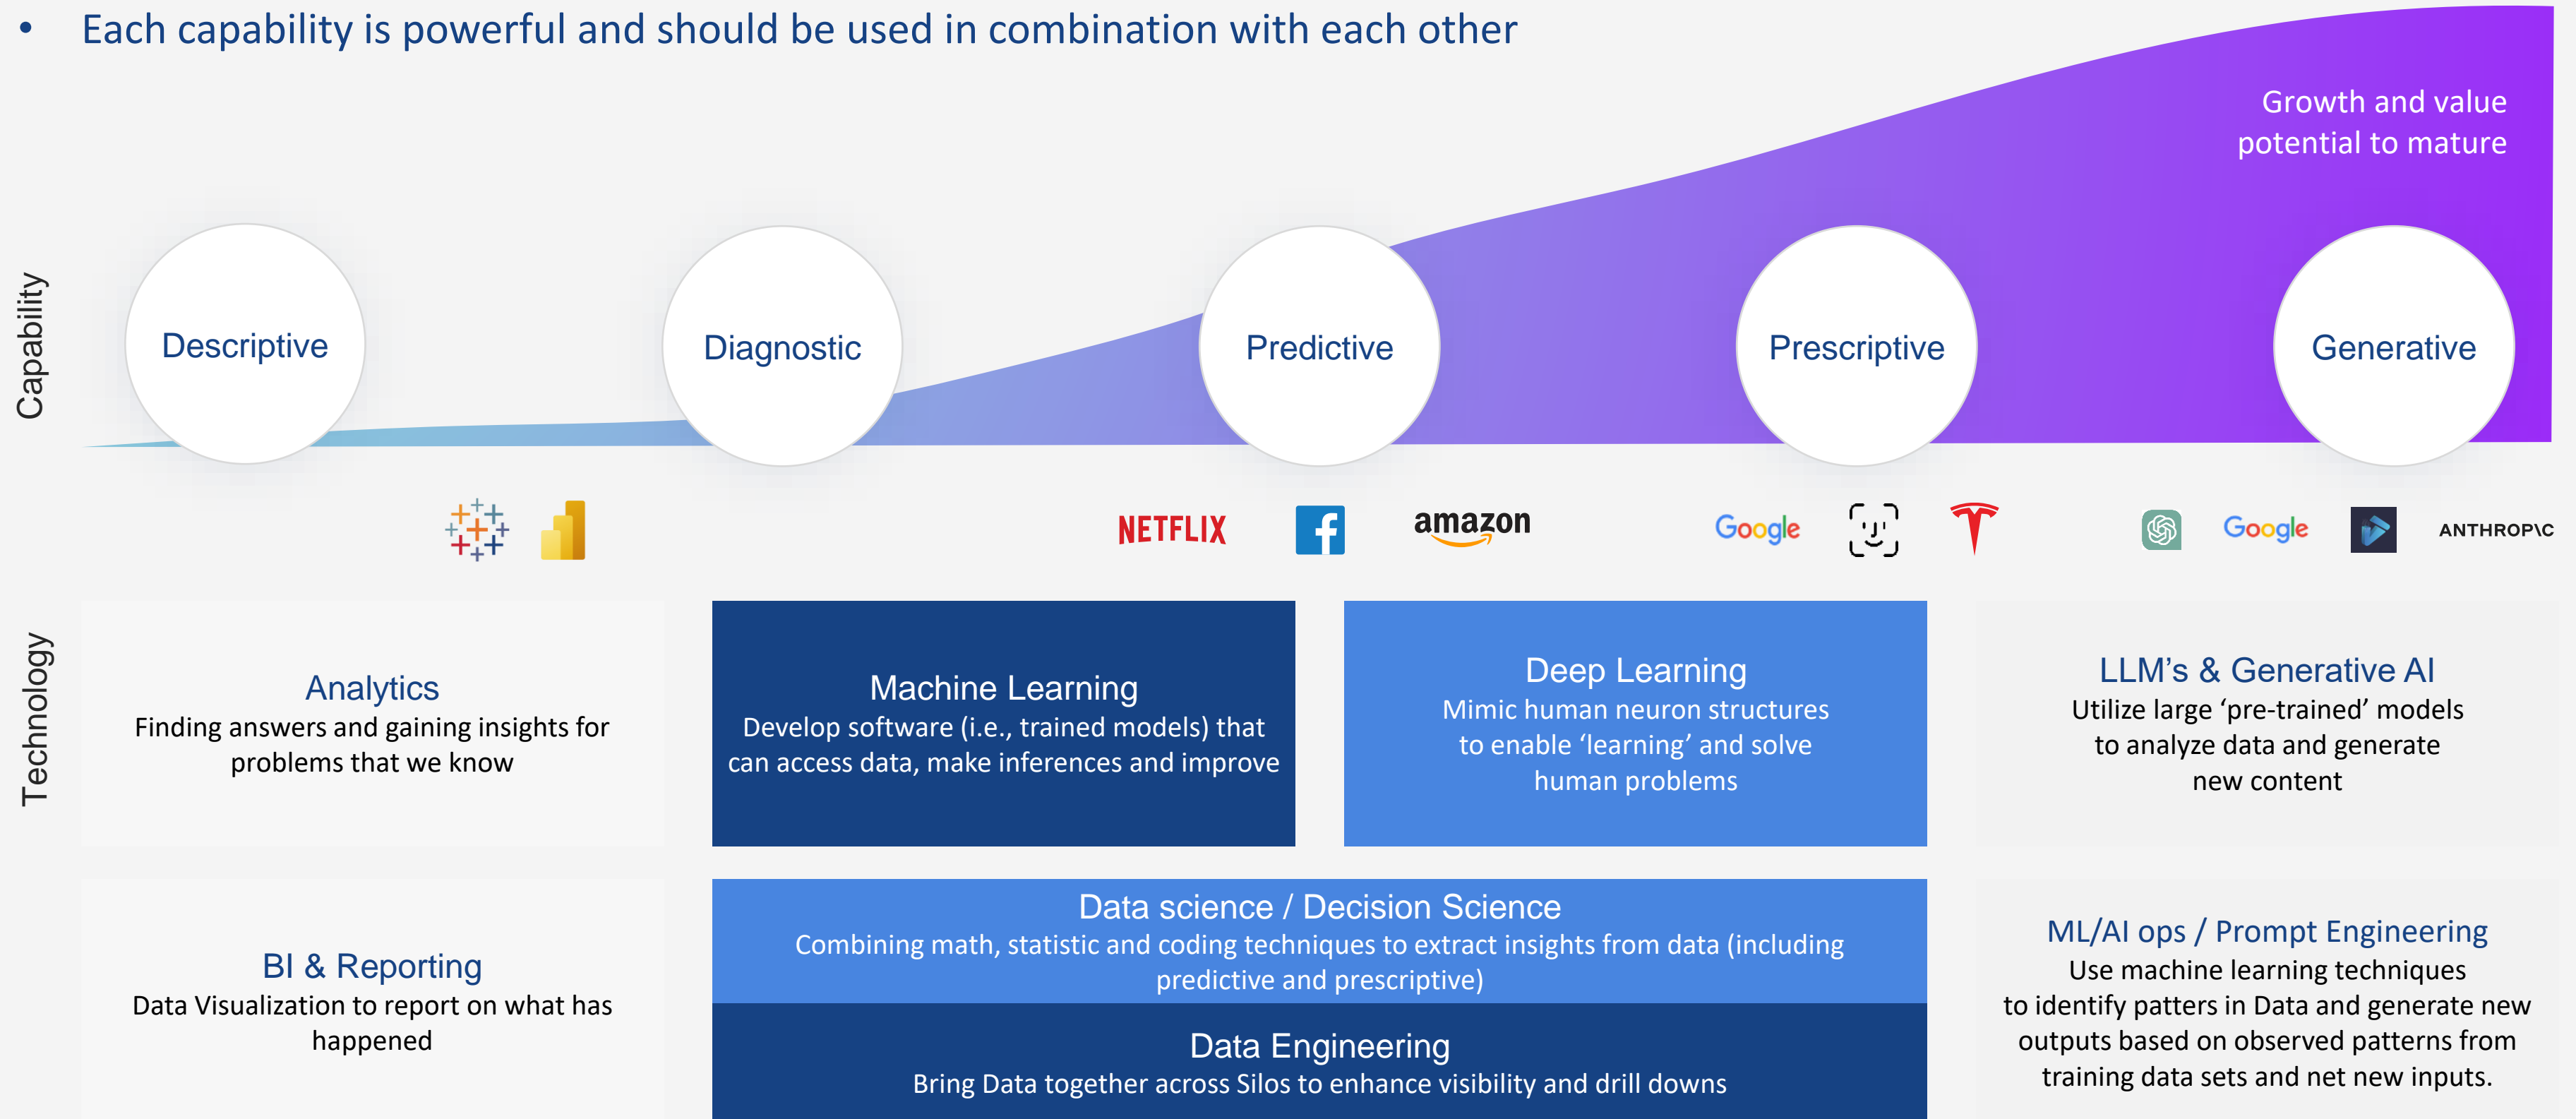 • Each capability is powerful and should be used in combination with each other
Growth and value
potential to mature
Capability
Descriptive
Diagnostic
Predictive
Prescriptive
Generative
NETFLIX
f
amazon
Google
T
Google
ANTHROP\C
Technology
Analytics
Finding answers and gaining insights for
problems that we know
Machine Learning
Develop software (i.e., trained models) that
can access data, make inferences and improve
Deep Learning
Mimic human neuron structures
to enable ‘learning’ and solve
human problems
LLM’s & Generative AI
Utilize large ‘pre-trained’ models
to analyze data and generate
new content
BI & Reporting
Data Visualization to report on what has
happened
Data science / Decision Science
Combining math, statistic and coding techniques to extract insights from data (including
predictive and prescriptive)
Data Engineering
Bring Data together across Silos to enhance visibility and drill downs
ML/AI ops / Prompt Engineering
Use machine learning techniques
to identify patters in Data and generate new
outputs based on observed patterns from
training data sets and net new inputs.